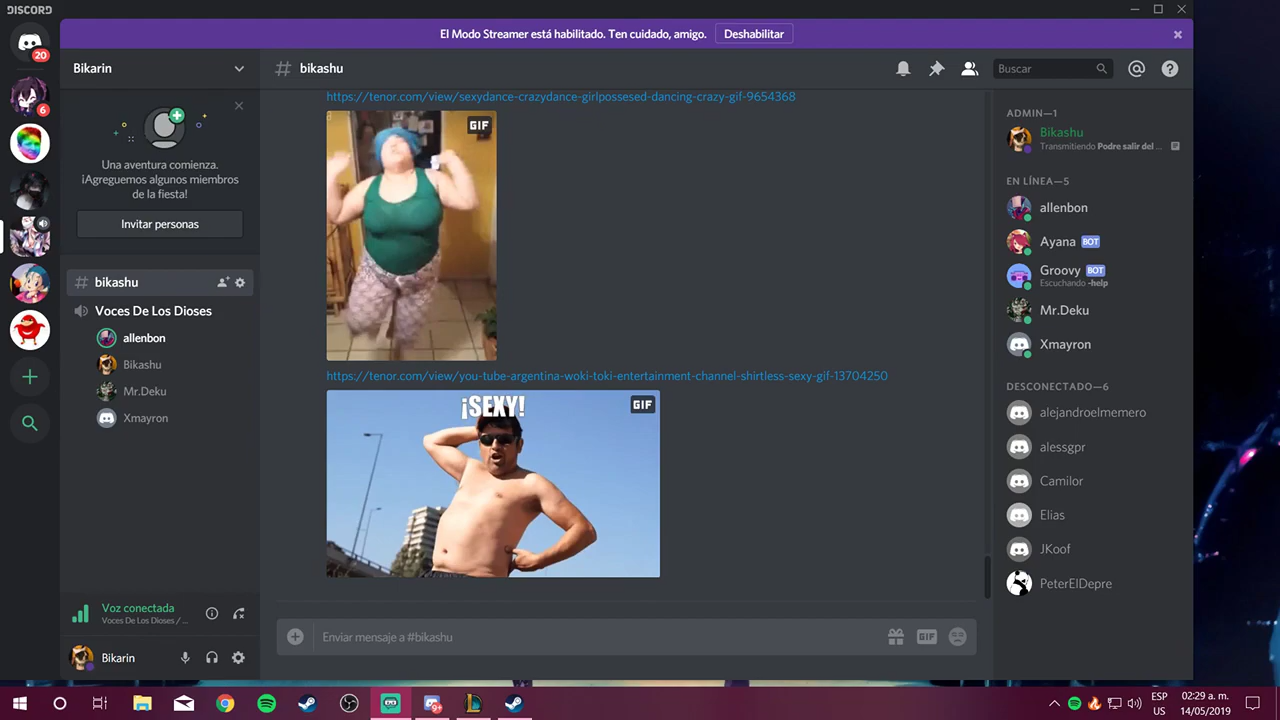 DISCORD
El Modo Streamer está habilitado. Ten cuidado, amigo.
Deshabilitar
20
6
Bikarin
Una aventura comienza.
¡Agreguemos algunos miembros
de la fiesta!
Invitar personas
bikashu
Voces De Los Dioses
allenbon
Bikashu
Mr.Deku
Xmayron
Voz conectada
Voces De Los Dioses / ...
Bikarin
# bikashu
Buscar
https://tenor.com/view/sexydance-crazydance-girlpossesed-dancing-crazy-gif-9654368
GIF
https://tenor.com/view/you-tube-argentina-woki-toki-entertainment-channel-shirtless-sexy-gif-13704250
¡SEXY!
GIF
Enviar mensaje a #bikashu
GIF
ADMIN—1
Bikashu
Transmitiendo Podre salir del ...
EN LÍNEA—5
allenbon
Ayana BOT
Groovy BOT
Escuchando -help
Mr.Deku
Xmayron
DESCONECTADO—6
alejandroelmemero
alessgpr
Camilor
Elias
JKoof
PeterElDepre
9+
ESP
US
02:29 a. m.
14/05/2019